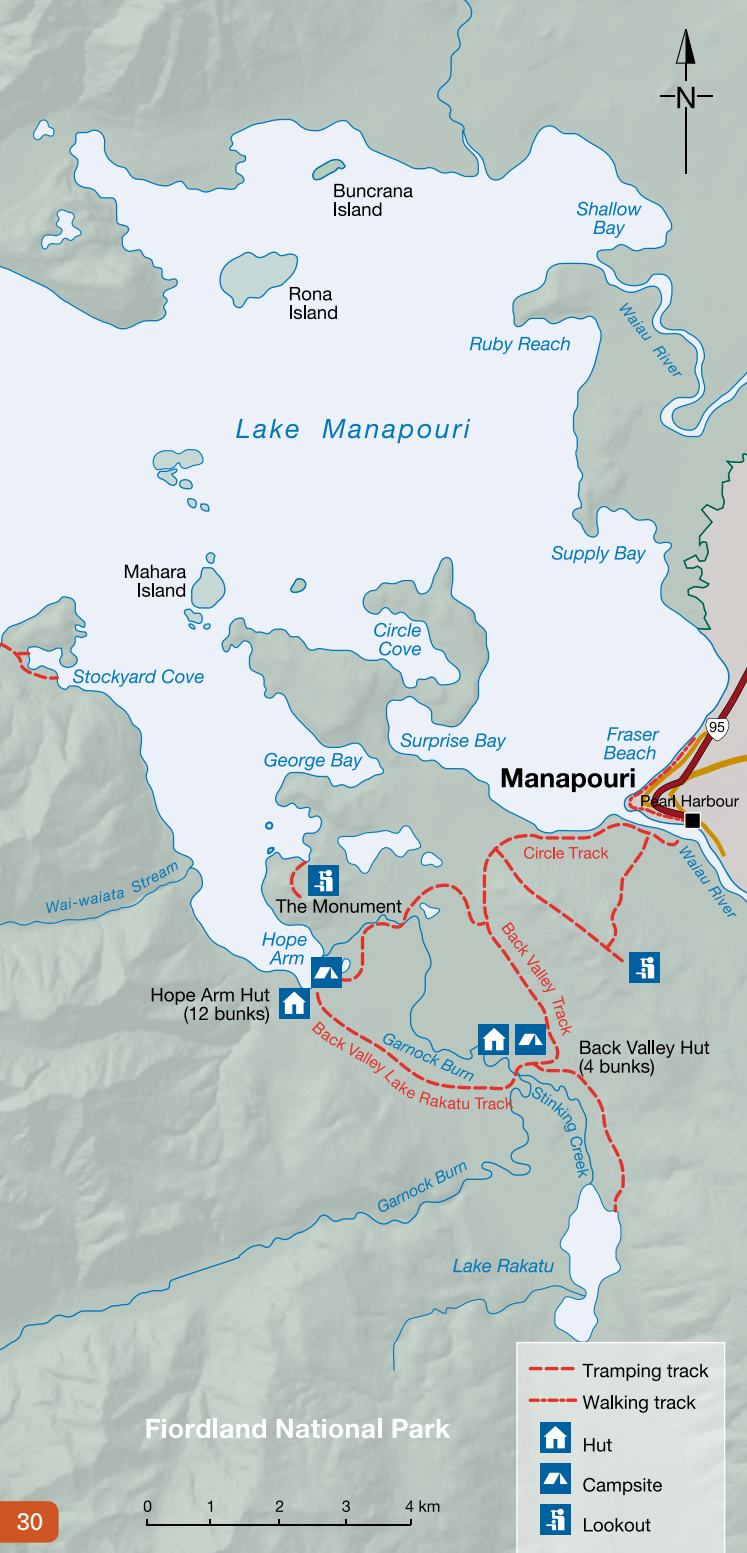 N
Buncrana
Island
Shallow
Bay
Rona
Island
Waiau River
Ruby Reach
Lake Manapouri
Supply Bay
Mahara
Island
Circle
Cove
Stockyard Cove
95
Fraser
Beach
Surprise Bay
George Bay
Manapouri
Pearl Harbour
Circle Track
Waiau River
Wai-waiata Stream
The Monument
Hope
Arm
Back Valley Track
Hope Arm Hut
(12 bunks)
Back Valley Lake Rakatu Track
Garnock Burn
Back Valley Hut
(4 bunks)
Stinking Creek
Garnock Burn
Lake Rakatu
Tramping track
Walking track
Hut
Campsite
Lookout
Fiordland National Park
0 1 2 3 4 km
30